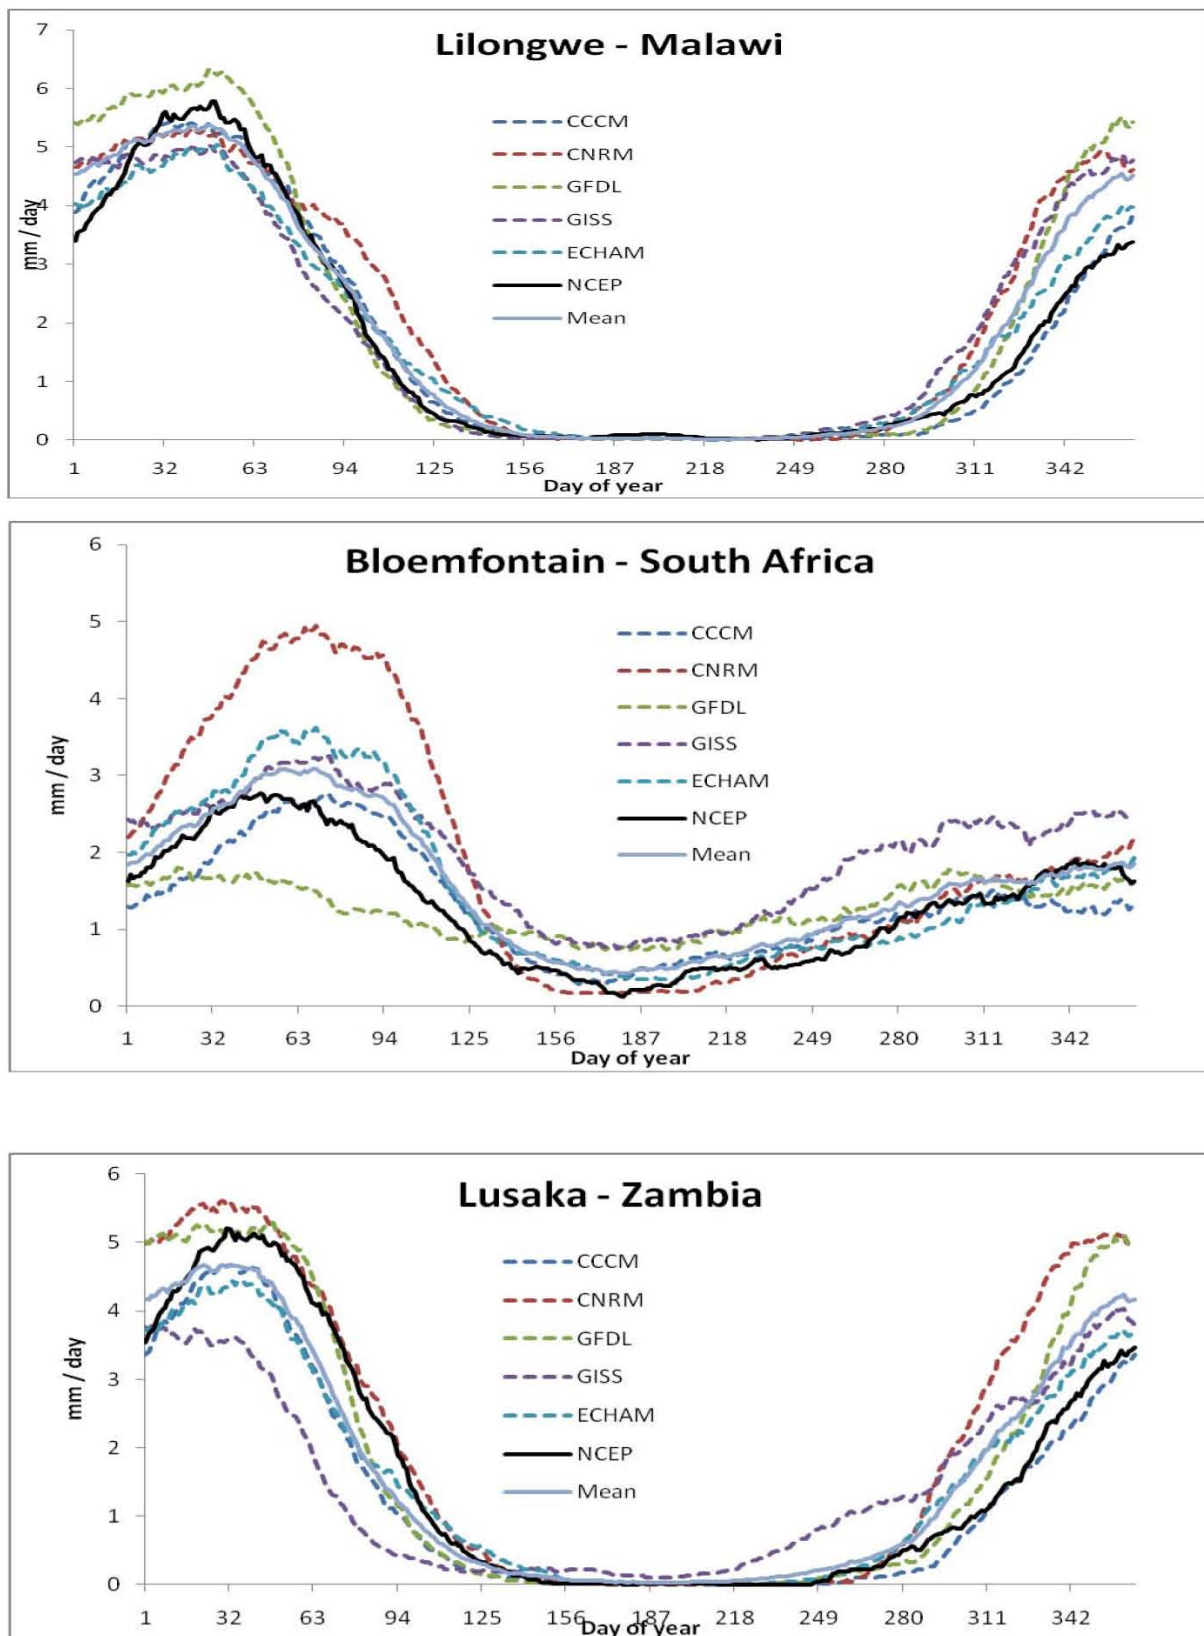 Lilongwe - Malawi
7
6
5
4
3
2
1
0
mm / day
CCCM
CNRM
GFDL
GISS
ECHAM
NCEP
Mean
1 32 63 94 125 156 187 218 249 280 311 342
Day of year
Bloemfontain - South Africa
6
5
4
3
2
1
0
mm / day
CCCM
CNRM
GFDL
GISS
ECHAM
NCEP
Mean
1 32 63 94 125 156 187 218 249 280 311 342
Day of year
Lusaka - Zambia
6
5
4
3
2
1
0
mm / day
CCCM
CNRM
GFDL
GISS
ECHAM
NCEP
Mean
1 32 63 94 125 156 187 218 249 280 311 342
Day of year